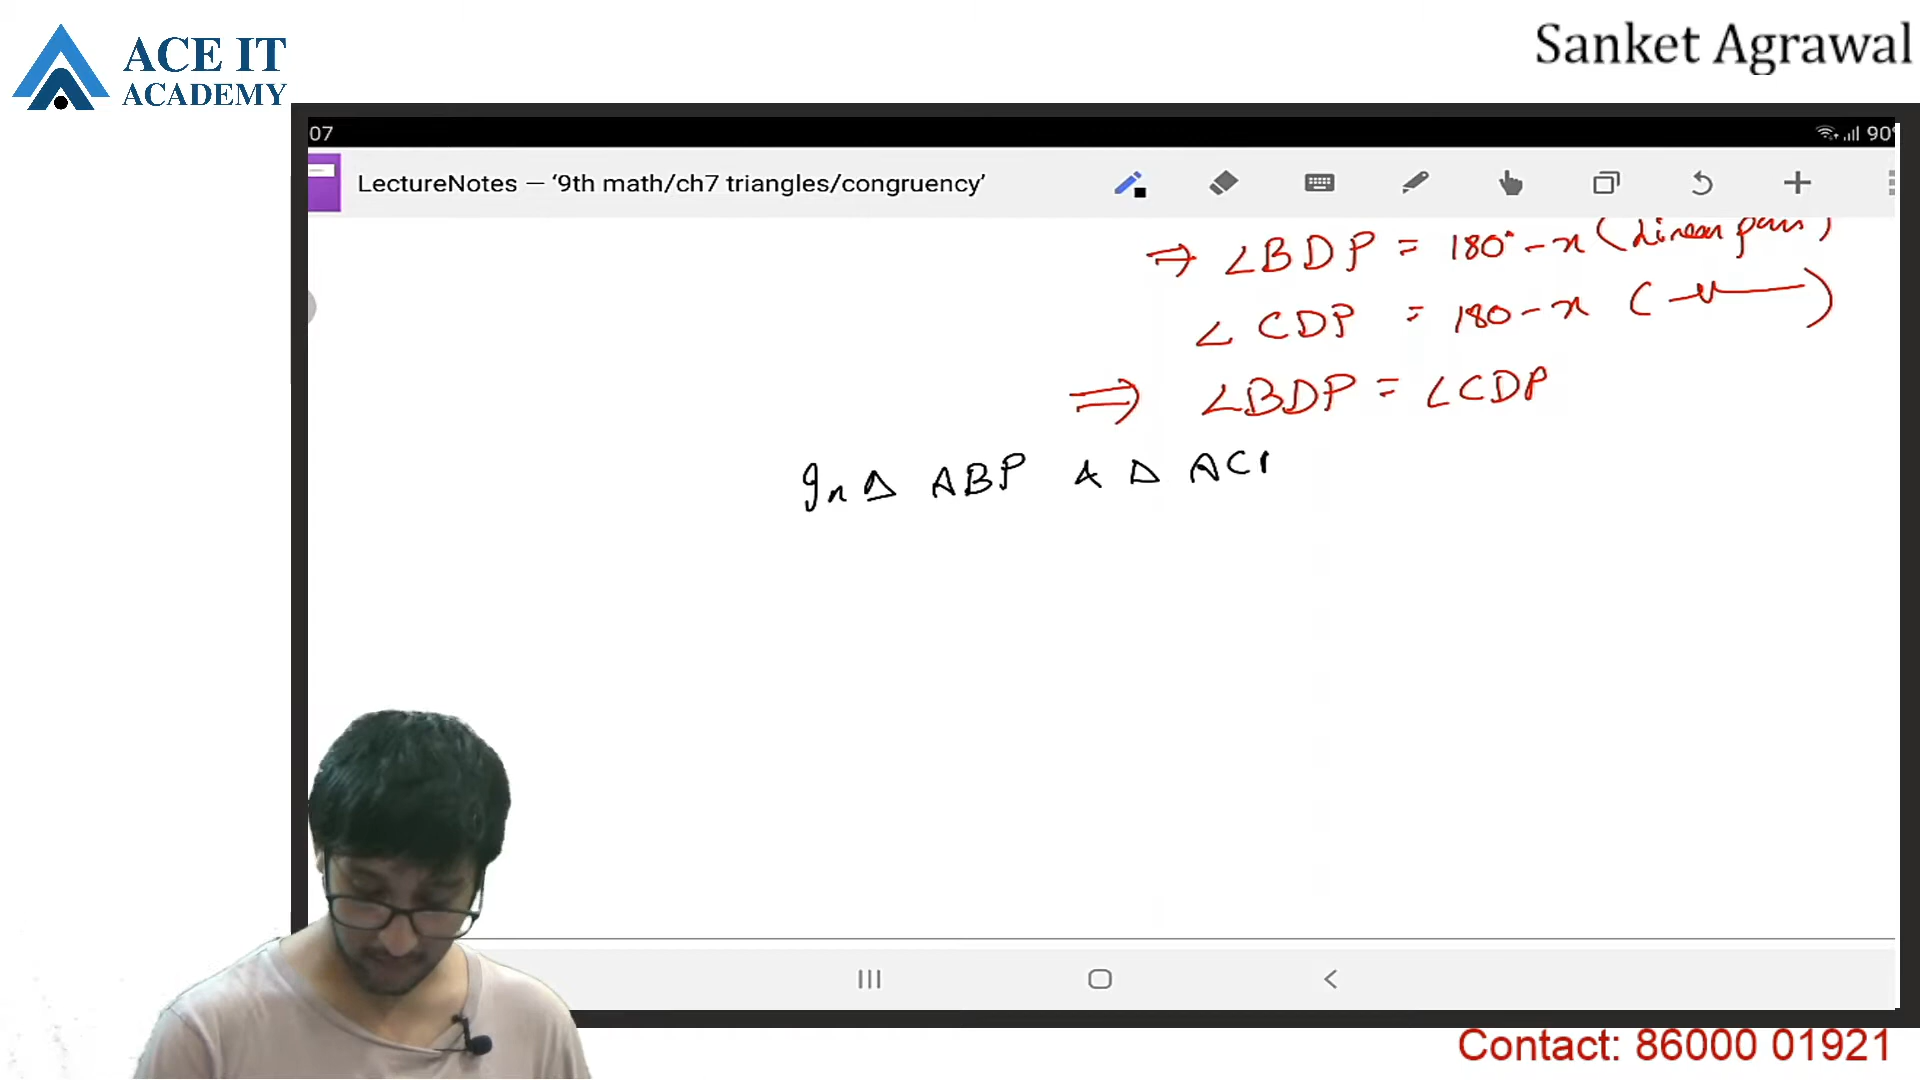 ACE IT
ACADEMY
Sanket Agrawal
07
90
LectureNotes — ‘9th math/ch7 triangles/congruency’
⇒ ∠BDP = 180° - x (Linear pair)
∠ CDP = 180 - x ( —〃— )
⇒ ∠BDP = ∠CDP
In Δ ABP & Δ AC
Contact: 86000 01921